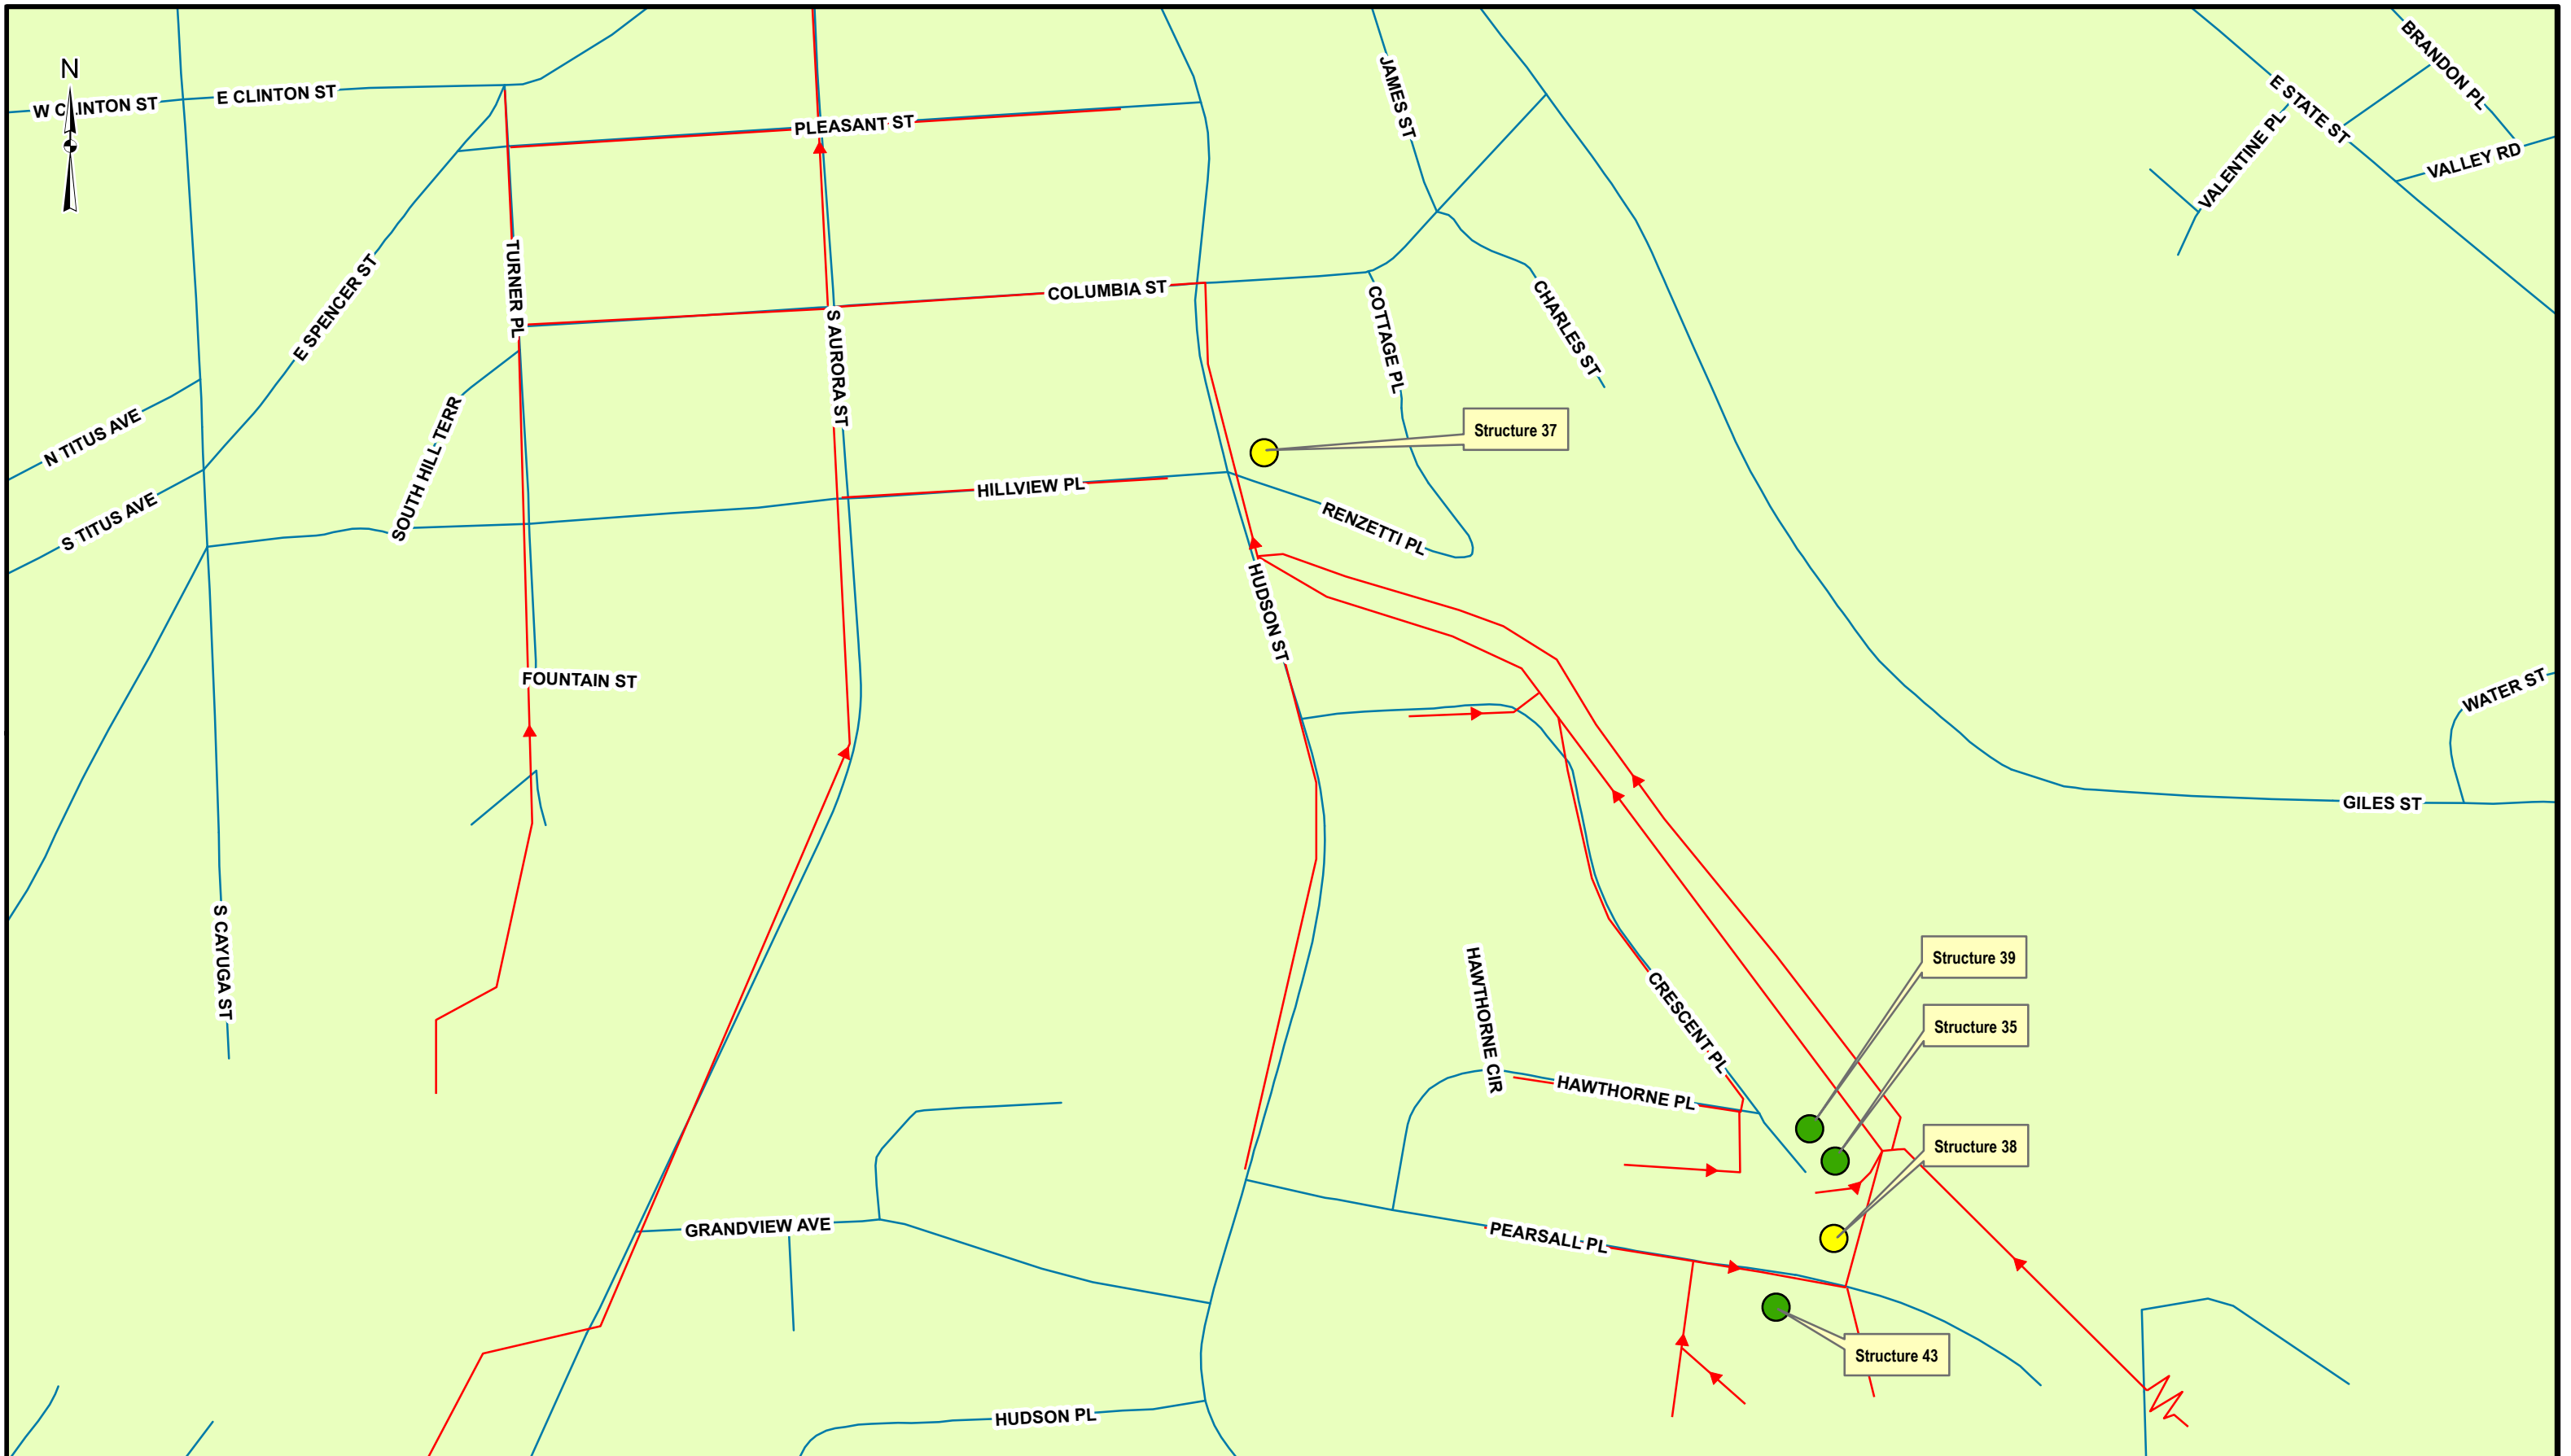 N
W CLINTON ST
E CLINTON ST
PLEASANT ST
JAMES ST
BRANDON PL
E STATE ST
VALENTINE PL
VALLEY RD
E SPENCER ST
TURNER PL
COLUMBIA ST
S AURORA ST
COTTAGE PL
CHARLES ST
N TITUS AVE
S TITUS AVE
SOUTH HILL TERR
HILLVIEW PL
Structure 37
RENZETTI PL
HUDSON ST
FOUNTAIN ST
WATER ST
GILES ST
S CAYUGA ST
HAWTHORNE CIR
CRESCENT PL
HAWTHORNE PL
Structure 39
Structure 35
Structure 38
GRANDVIEW AVE
PEARSALL PL
Structure 43
HUDSON PL